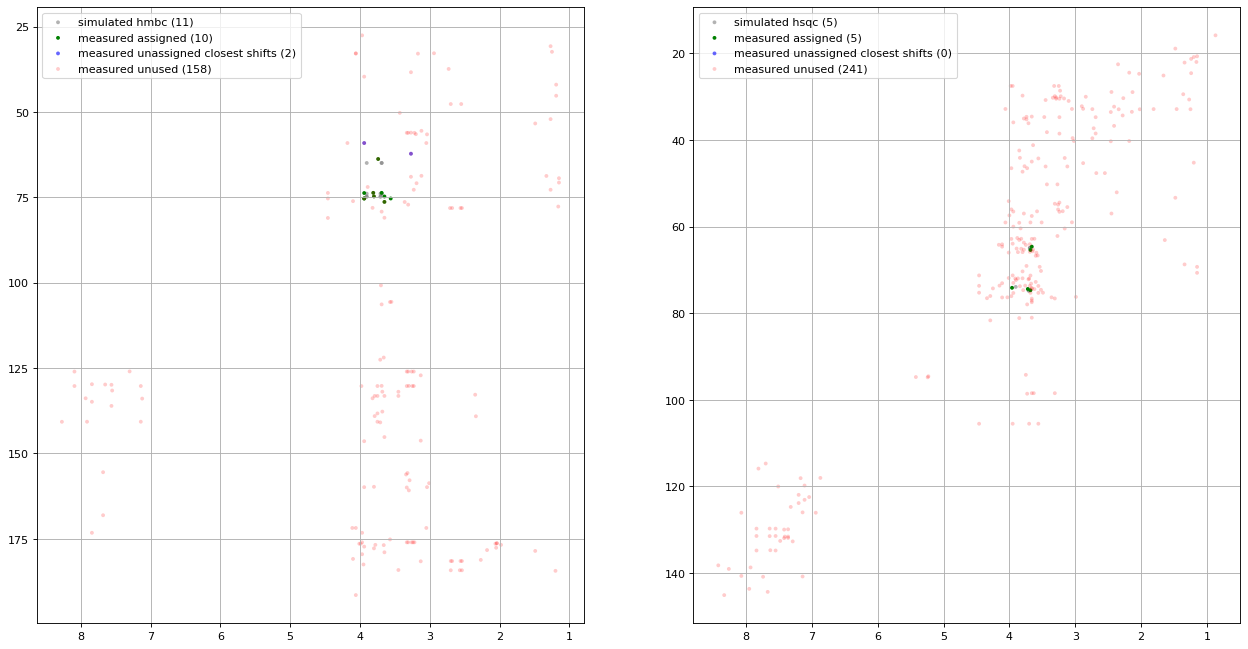 simulated hmbc (11)
measured assigned (10)
measured unassigned closest shifts (2)
measured unused (158)
25
50
75
100
125
150
175
8 7 6 5 4 3 2 1
simulated hsqc (5)
measured assigned (5)
measured unassigned closest shifts (0)
measured unused (241)
20
40
60
80
100
120
140
8 7 6 5 4 3 2 1